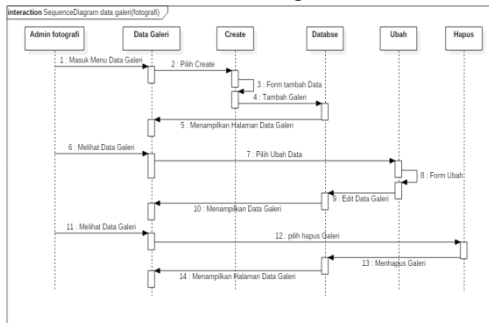 interaction SequenceDiagram data galeri(fotografi)
Admin fotografi
Data Galeri
Create
Databse
Ubah
Hapus
1 : Masuk Menu Data Galeri
2 : Pilih Create
3 : Form tambah Data
4 : Tambah Galeri
5 : Menampilkan Halaman Data Galeri
6 : Melihat Data Galeri
7 : Pilih Ubah Data
8 : Form Ubah
9 : Edit Data Galeri
10 : Menampilkan Data Galeri
11 : Melihat Data Galeri
12 : pilih hapus Galeri
13 : Menhapus Galeri
14 : Menampilkan Halaman Data Galeri